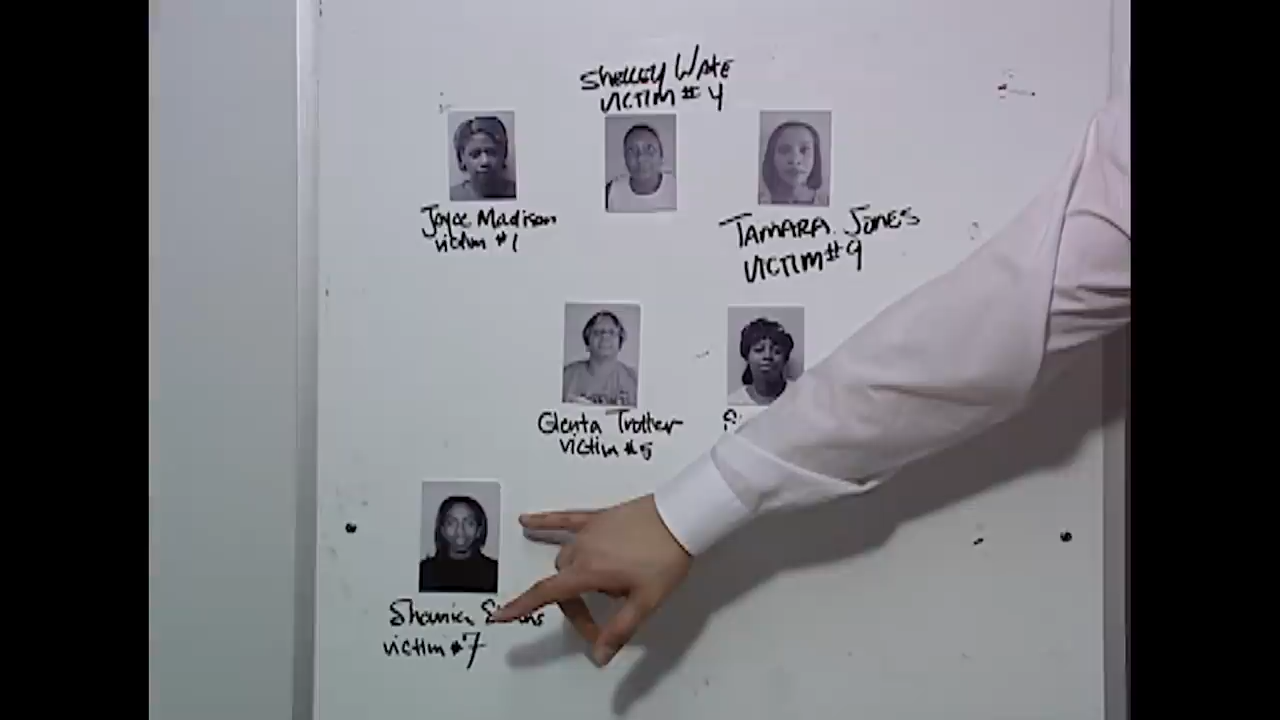 Shelley Wate
VICTIM # 4
Joyce Madison
victim #1
TAMARA JONES
VICTIM #9
Glenta Trotter
victim #5
victim #7